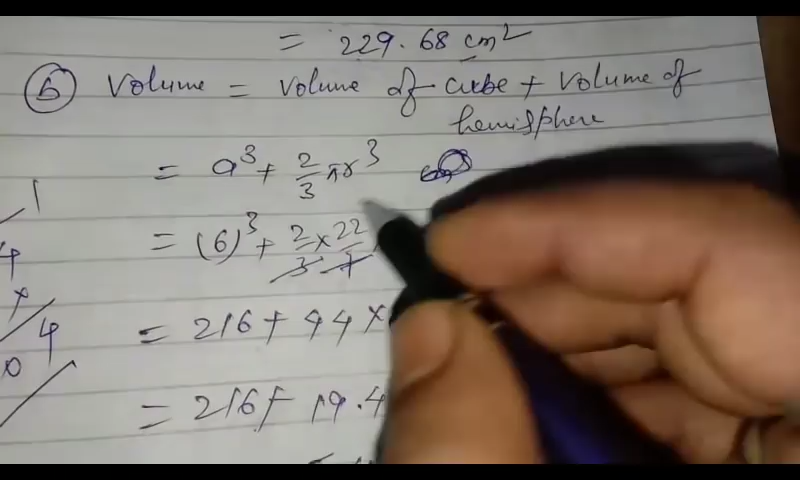 = 229.68 cm²
(b) Volume = Volume of cube + Volume of
hemisphere
= a³ + 2/3 πr³
= (6)³ + 2/3 × 22/7
= 216 + 44 ×
= 216 + 19.4